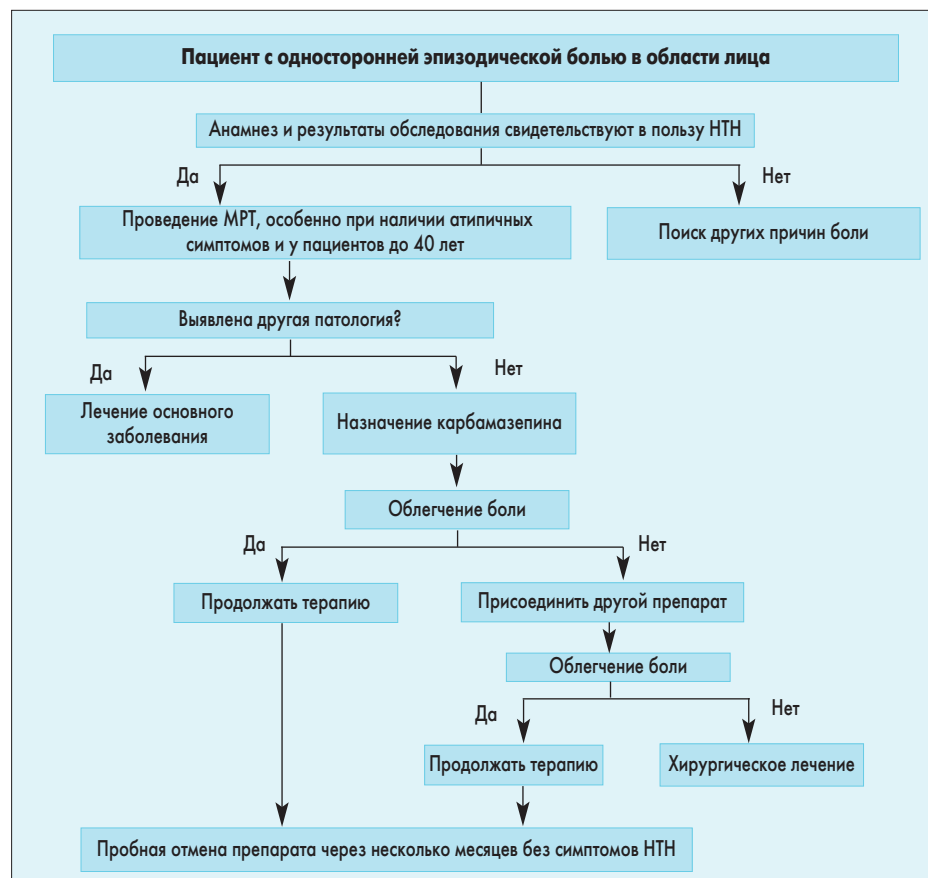 Пациент с односторонней эпизодической болью в области лица
Анамнез и результаты обследования свидетельствуют в пользу НТН
Да
Нет
Проведение МРТ, особенно при наличии атипичных
симптомов и у пациентов до 40 лет
Поиск других причин боли
Выявлена другая патология?
Да
Нет
Лечение основного
заболевания
Назначение карбамазепина
Облегчение боли
Да
Нет
Продолжать терапию
Присоединить другой препарат
Облегчение боли
Да
Нет
Продолжать терапию
Хирургическое лечение
Пробная отмена препарата через несколько месяцев без симптомов НТН